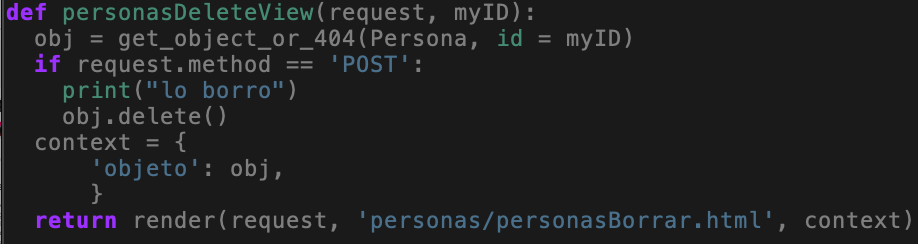 def personasDeleteView(request, myID):
  obj = get_object_or_404(Persona, id = myID)
  if request.method == 'POST':
    print("lo borro")
    obj.delete()
  context = {
      'objeto': obj,
      }
  return render(request, 'personas/personasBorrar.html', context)